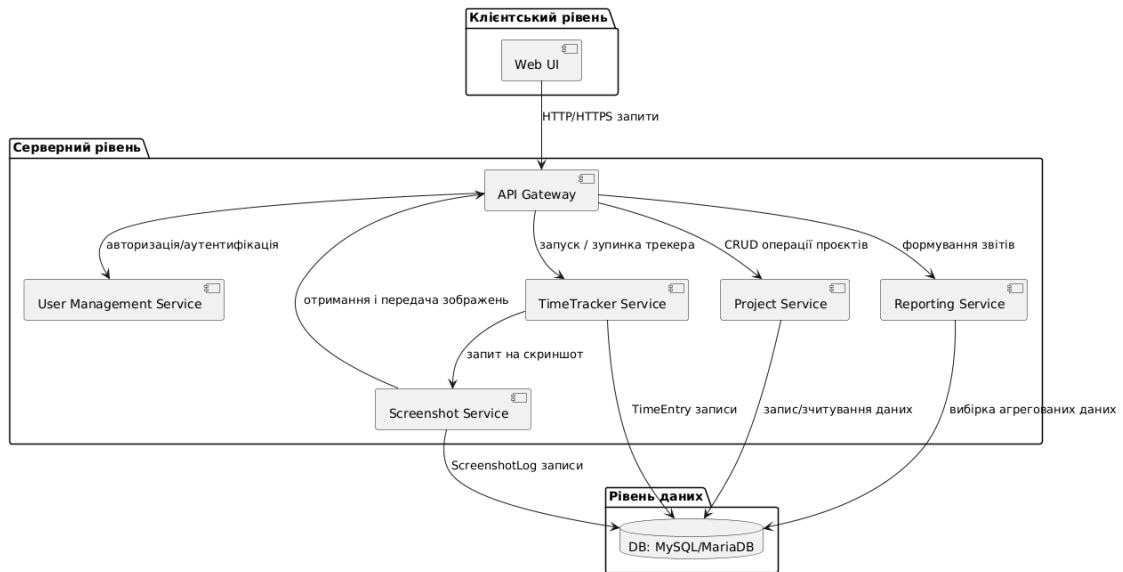 Клієнтський рівень
Web UI
HTTP/HTTPS запити
Серверний рівень
API Gateway
авторизація/аутентифікація
запуск / зупинка трекера
CRUD операції проєктів
формування звітів
User Management Service
отримання і передача зображень
TimeTracker Service
Project Service
Reporting Service
запит на скриншот
Screenshot Service
TimeEntry записи
запис/зчитування даних
вибірка агрегованих даних
ScreenshotLog записи
Рівень даних
DB: MySQL/MariaDB